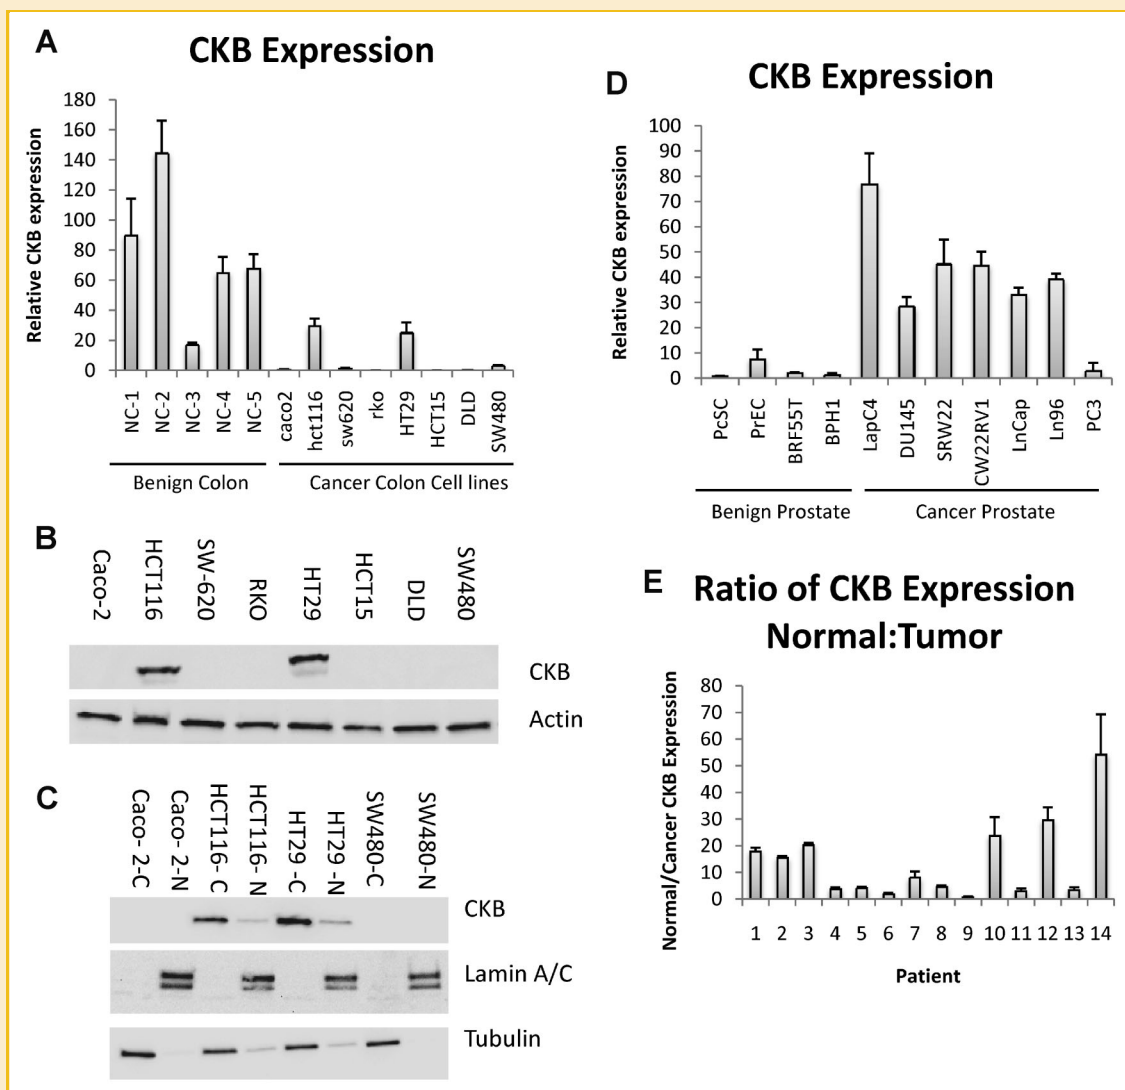 A
CKB Expression
Relative CKB expression
180
160
140
120
100
80
60
40
20
0
NC-1
NC-2
NC-3
NC-4
NC-5
caco2
hct116
sw620
rko
HT29
HCT15
DLD
SW480
Benign Colon
Cancer Colon Cell lines
B
Caco-2
HCT116
SW-620
RKO
HT29
HCT15
DLD
SW480
CKB
Actin
C
Caco- 2-C
Caco- 2-N
HCT116- C
HCT116- N
HT29 -C
HT29 -N
SW480-C
SW480-N
CKB
Lamin A/C
Tubulin
D
CKB Expression
Relative CKB expression
100
90
80
70
60
50
40
30
20
10
0
PcSC
PrEC
BRF55T
BPH1
LapC4
DU145
SRW22
CW22RV1
LnCap
Ln96
PC3
Benign Prostate
Cancer Prostate
E
Ratio of CKB Expression
Normal:Tumor
Normal/Cancer CKB Expression
80
70
60
50
40
30
20
10
0
1 2 3 4 5 6 7 8 9 10 11 12 13 14
Patient